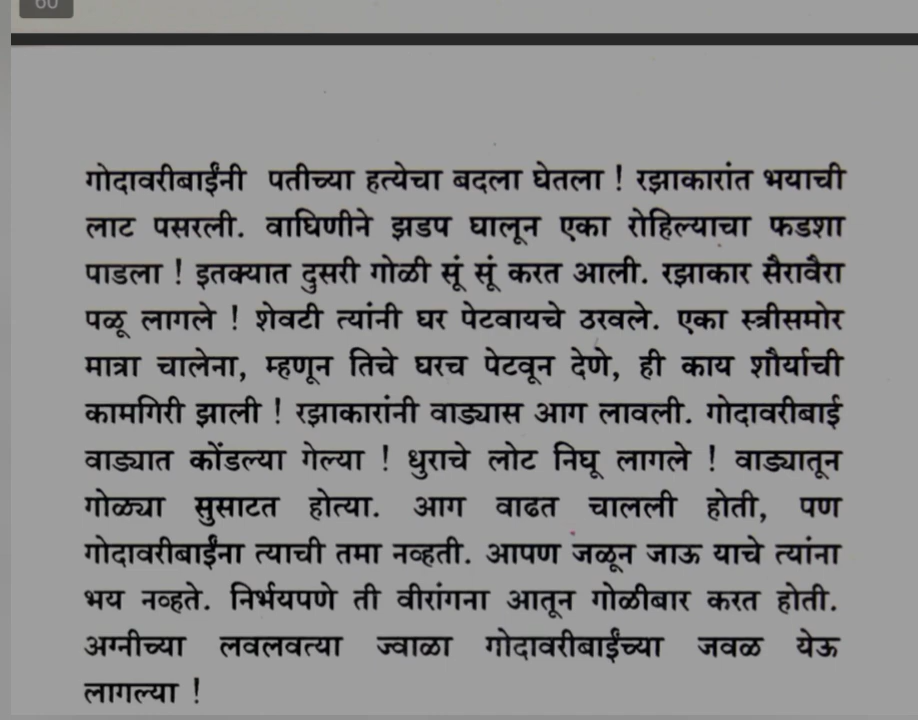 60
गोदावरीबाईंनी पतीच्या हत्येचा बदला घेतला ! रझाकारांत भयाची
लाट पसरली. वाघिणीने झडप घालून एका रोहिल्याचा फडशा
पाडला ! इतक्यात दुसरी गोळी सूं सूं करत आली. रझाकार सैरावैरा
पळू लागले ! शेवटी त्यांनी घर पेटवायचे ठरवले. एका स्त्रीसमोर
मात्रा चालेना, म्हणून तिचे घरच पेटवून देणे, ही काय शौर्याची
कामगिरी झाली ! रझाकारांनी वाड्यास आग लावली. गोदावरीबाई
वाड्यात कोंडल्या गेल्या ! धुराचे लोट निघू लागले ! वाड्यातून
गोळ्या सुसाटत होत्या. आग वाढत चालली होती, पण
गोदावरीबाईंना त्याची तमा नव्हती. आपण जळून जाऊ याचे त्यांना
भय नव्हते. निर्भयपणे ती वीरांगना आतून गोळीबार करत होती.
अग्नीच्या लवलवत्या ज्वाळा गोदावरीबाईंच्या जवळ येऊ
लागल्या !